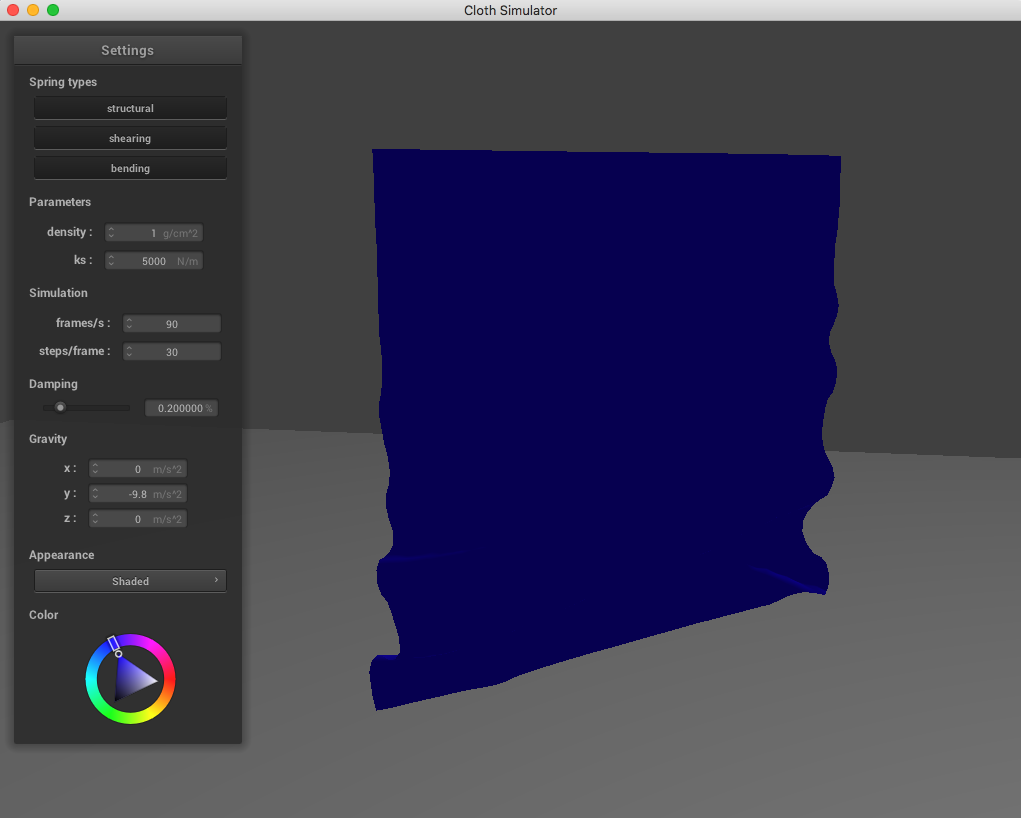 Cloth Simulator
Settings
Spring types
structural
shearing
bending
Parameters
density : 1 g/cm^2
ks : 5000 N/m
Simulation
frames/s : 90
steps/frame : 30
Damping
0.200000 %
Gravity
x : 0 m/s^2
y : -9.8 m/s^2
z : 0 m/s^2
Appearance
Shaded ›
Color